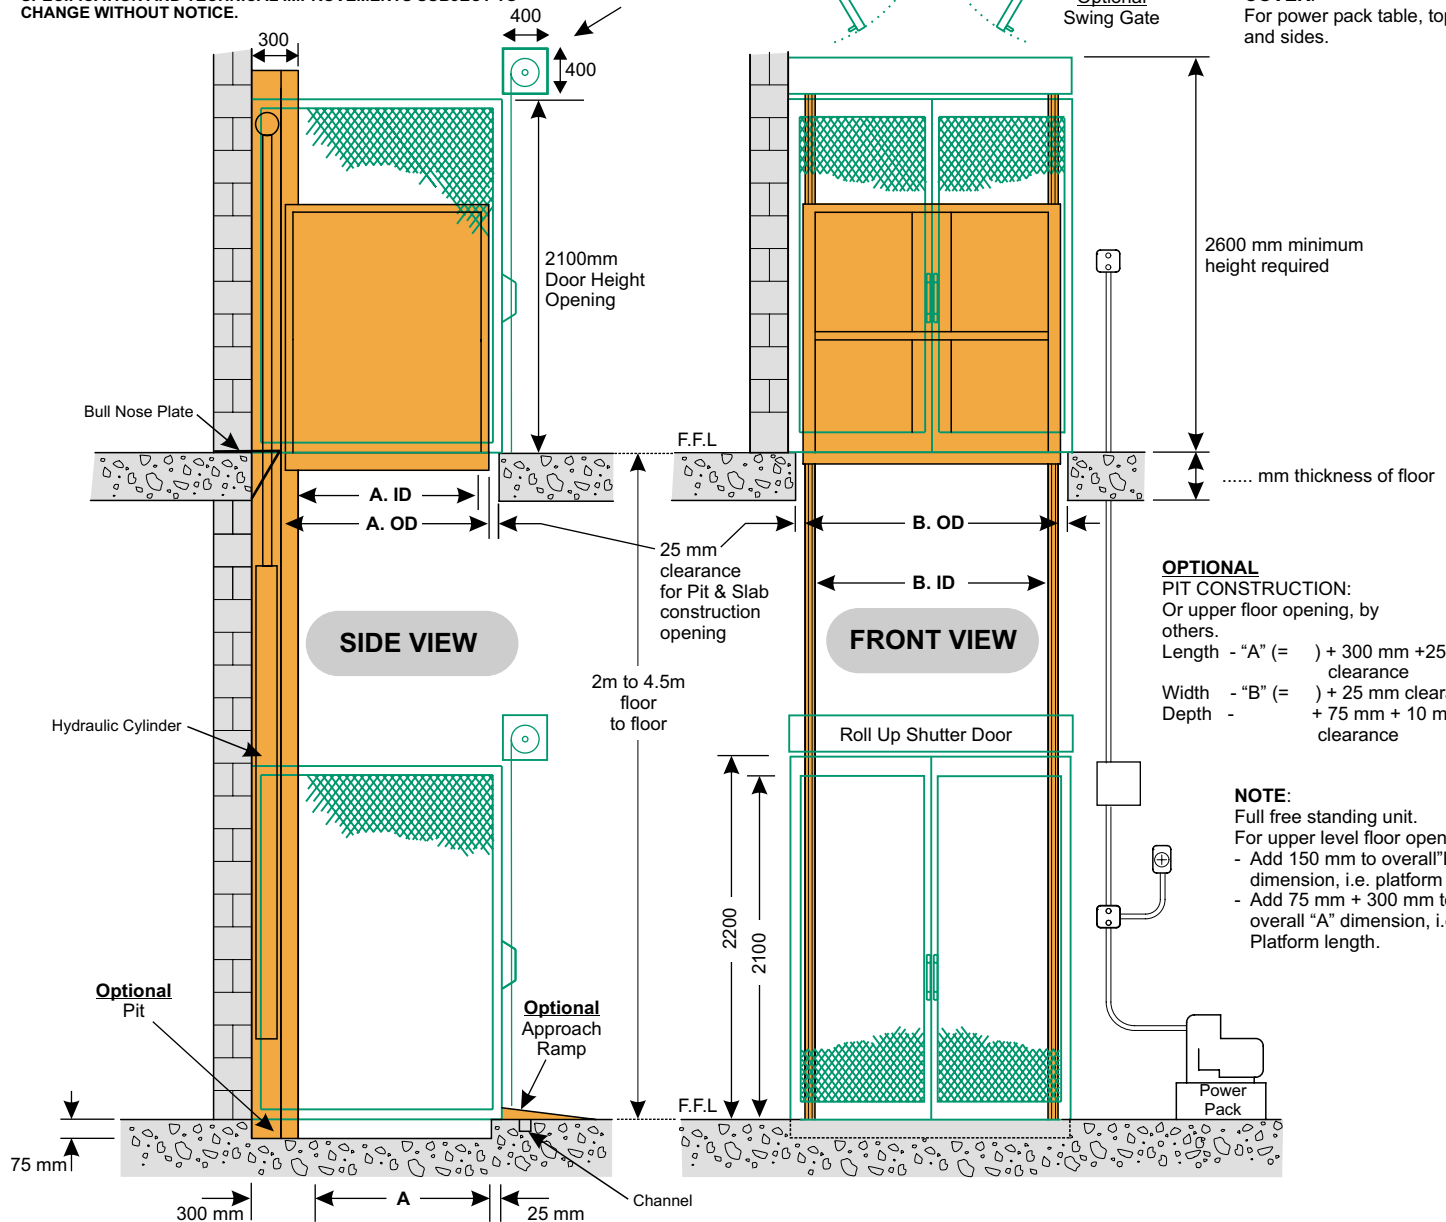 CHANGE WITHOUT NOTICE.
400
Swing Gate
For power pack table, top
and sides.
300
400
2100mm
Door Height
Opening
2600 mm minimum
height required
Bull Nose Plate
F.F.L
...... mm thickness of floor
A. ID
A. OD
B. OD
B. ID
25 mm
clearance
for Pit & Slab
construction
opening
OPTIONAL
PIT CONSTRUCTION:
Or upper floor opening, by
others.
Length - "A" (= ) + 300 mm +25
clearance
Width - "B" (= ) + 25 mm clear
Depth - + 75 mm + 10 m
clearance
SIDE VIEW
FRONT VIEW
2m to 4.5m
floor
to floor
Hydraulic Cylinder
Roll Up Shutter Door
NOTE:
Full free standing unit.
For upper level floor open
- Add 150 mm to overall"
dimension, i.e. platform
- Add 75 mm + 300 mm t
overall "A" dimension, i.
Platform length.
2200
2100
Optional
Pit
Optional
Approach
Ramp
Power
Pack
F.F.L
75 mm
300 mm
A
25 mm
Channel